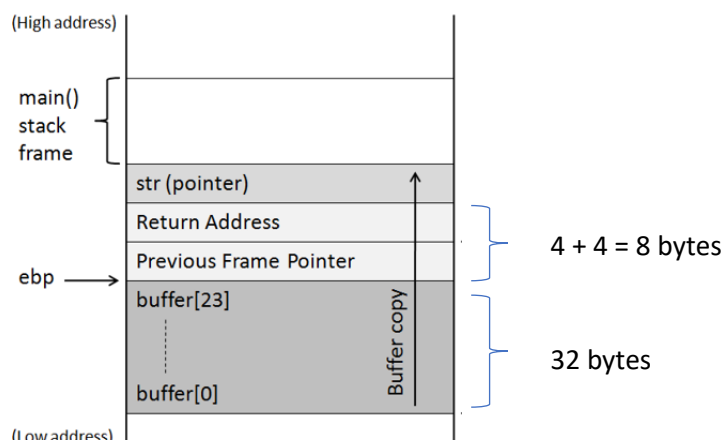 (High address)
main()
stack
frame
str (pointer)
Return Address
Previous Frame Pointer
4 + 4 = 8 bytes
ebp
buffer[23]
Buffer copy
32 bytes
buffer[0]
(Low address)